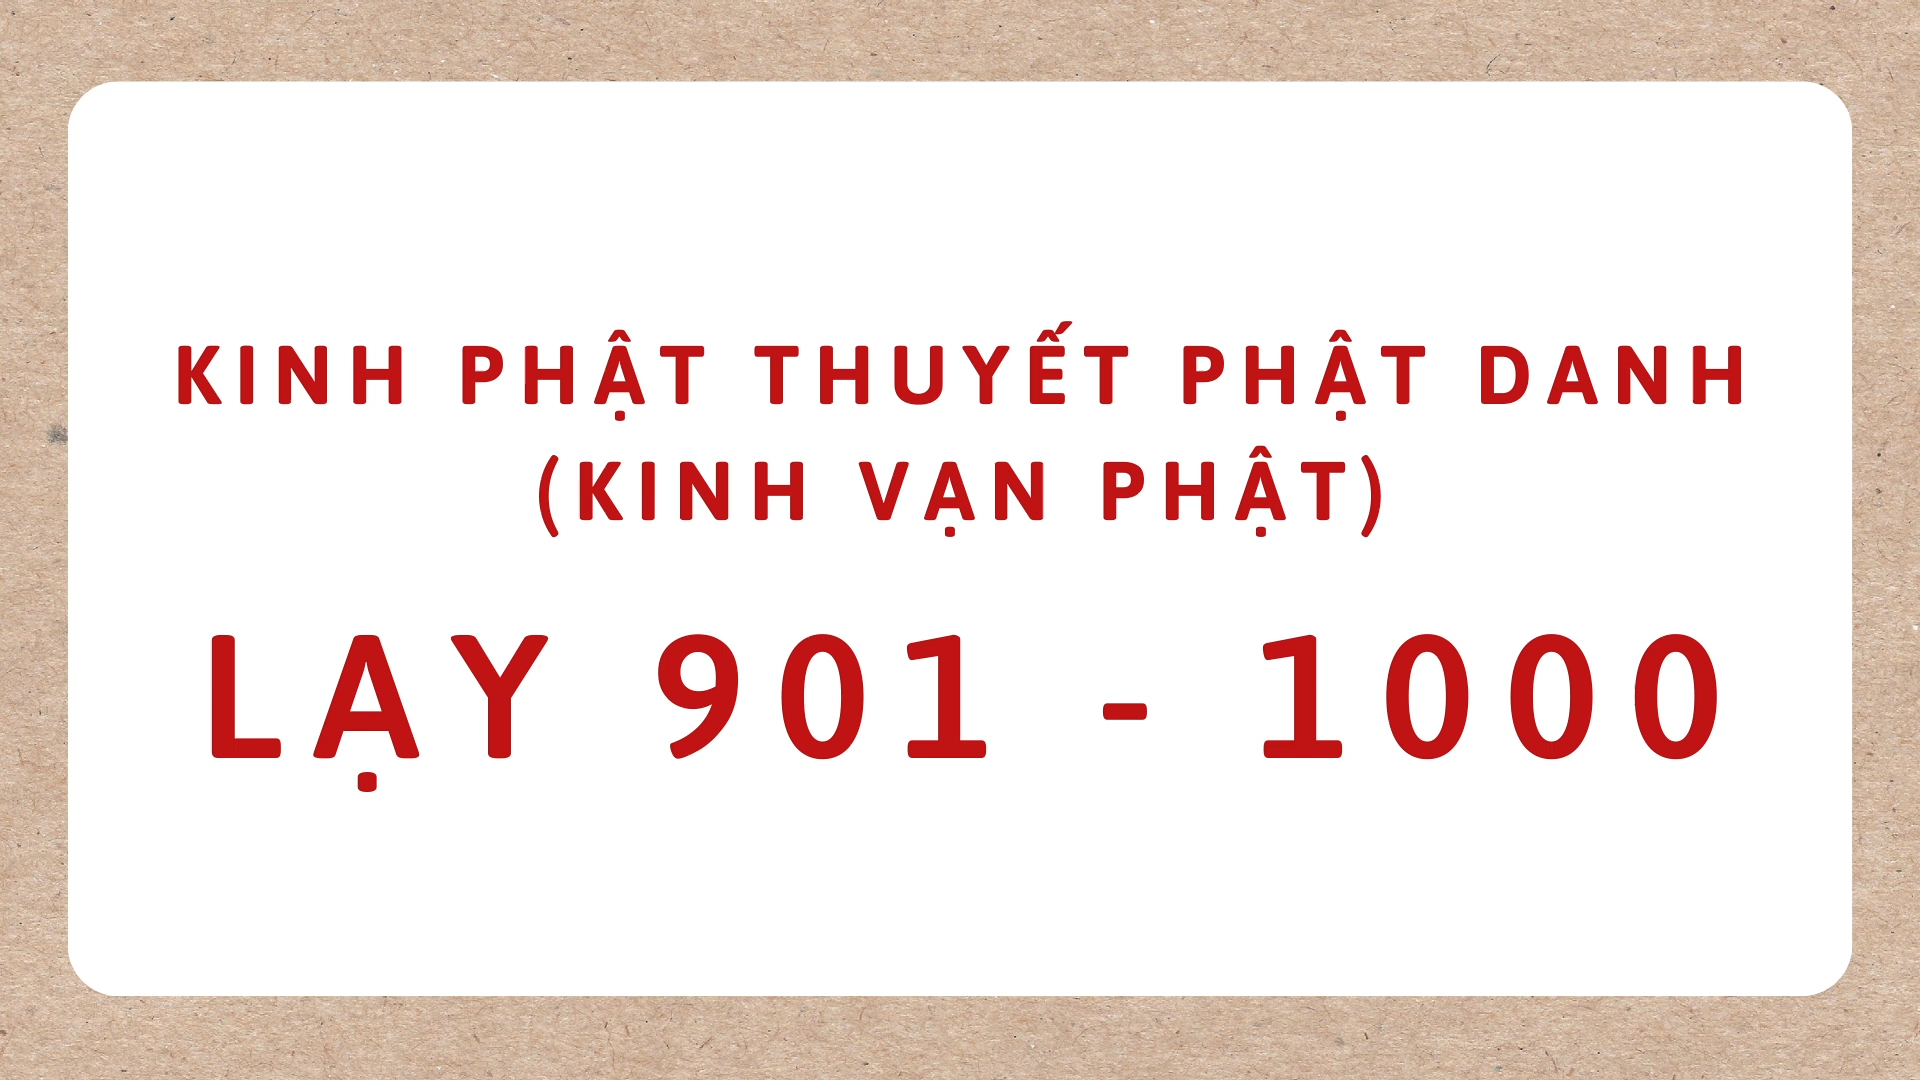 KINH PHẬT THUYẾT PHẬT DANH
(KINH VẠN PHẬT)
LẠY 901 - 1000